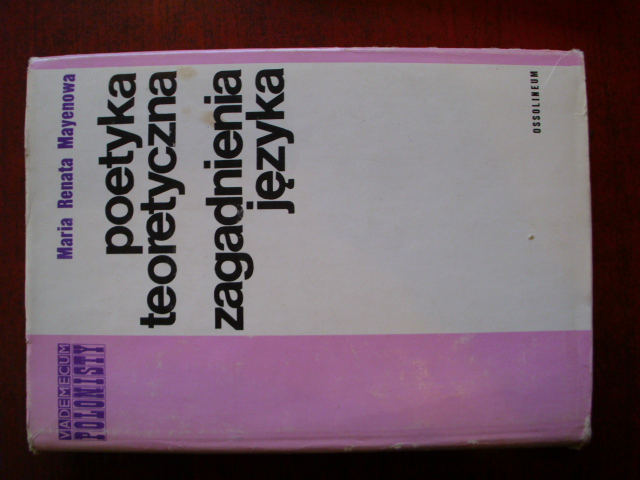 Maria Renata Mayenowa
poetyka
teoretyczna
zagadnienia
języka
VADEMECUM
POLONISTY
OSSOLINEUM